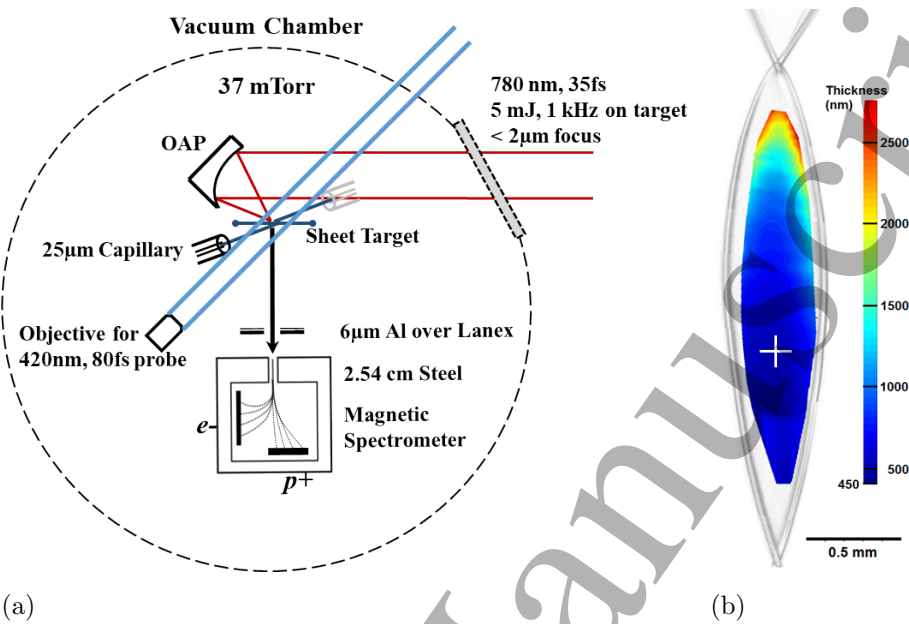 Vacuum Chamber
37 mTorr
780 nm, 35fs
5 mJ, 1 kHz on target
< 2µm focus
OAP
Sheet Target
25µm Capillary
Objective for
420nm, 80fs probe
6µm Al over Lanex
2.54 cm Steel
Magnetic
Spectrometer
e-
p+
(a)
Thickness
(nm)
2500
2000
1500
1000
500
450
0.5 mm
(b)
Manuscri